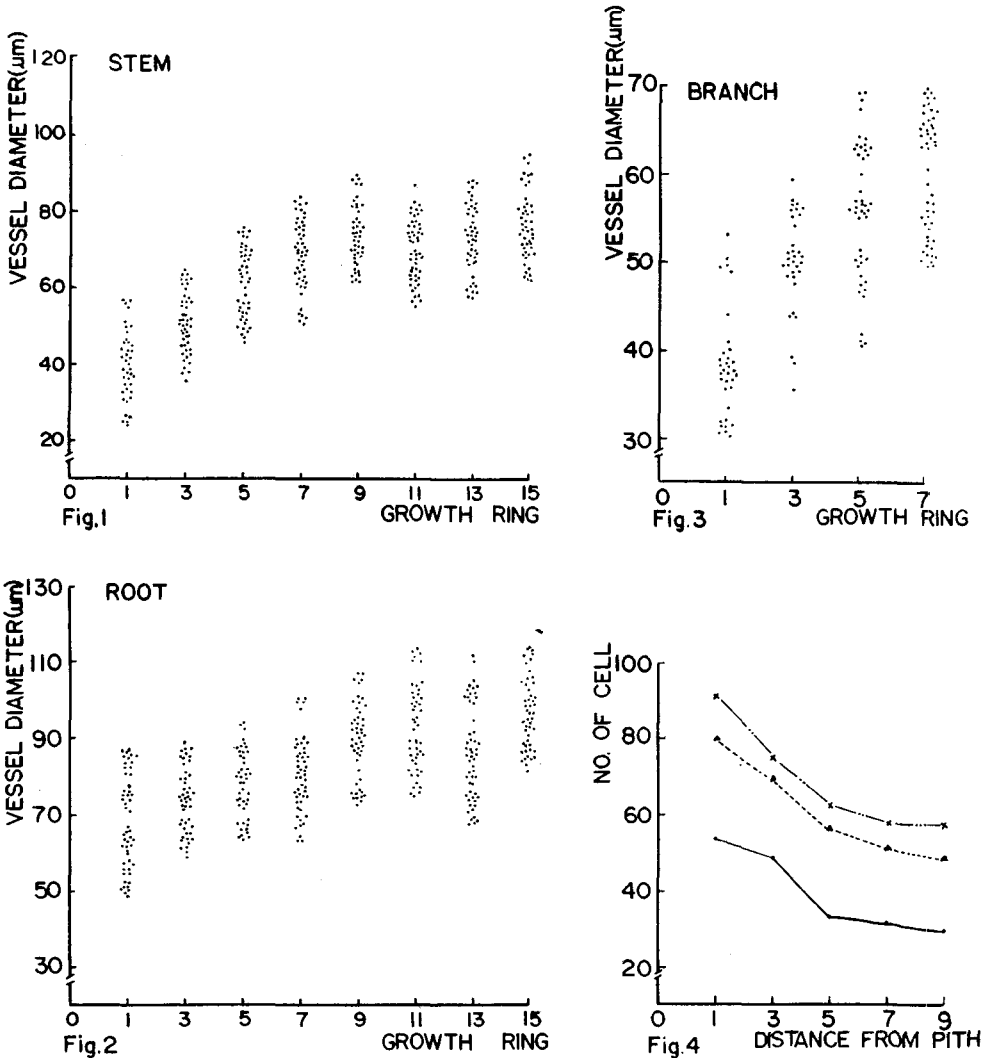 VESSEL DIAMETER(μm)
STEM
120
100
80
60
40
20
0 1 3 5 7 9 11 13 15
Fig.1 GROWTH RING
VESSEL DIAMETER(μm)
BRANCH
70
60
50
40
30
0 1 3 5 7
Fig.3 GROWTH RING
VESSEL DIAMETER(μm)
ROOT
130
110
90
70
50
30
0 1 3 5 7 9 11 13 15
Fig.2 GROWTH RING
NO. OF CELL
100
80
60
40
20
0 1 3 5 7 9
Fig.4 DISTANCE FROM PITH